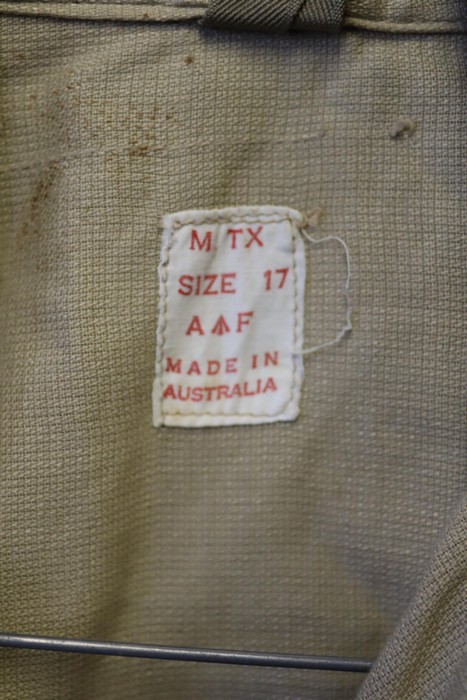 M TX
SIZE 17
A↑F
MADE IN
AUSTRALIA